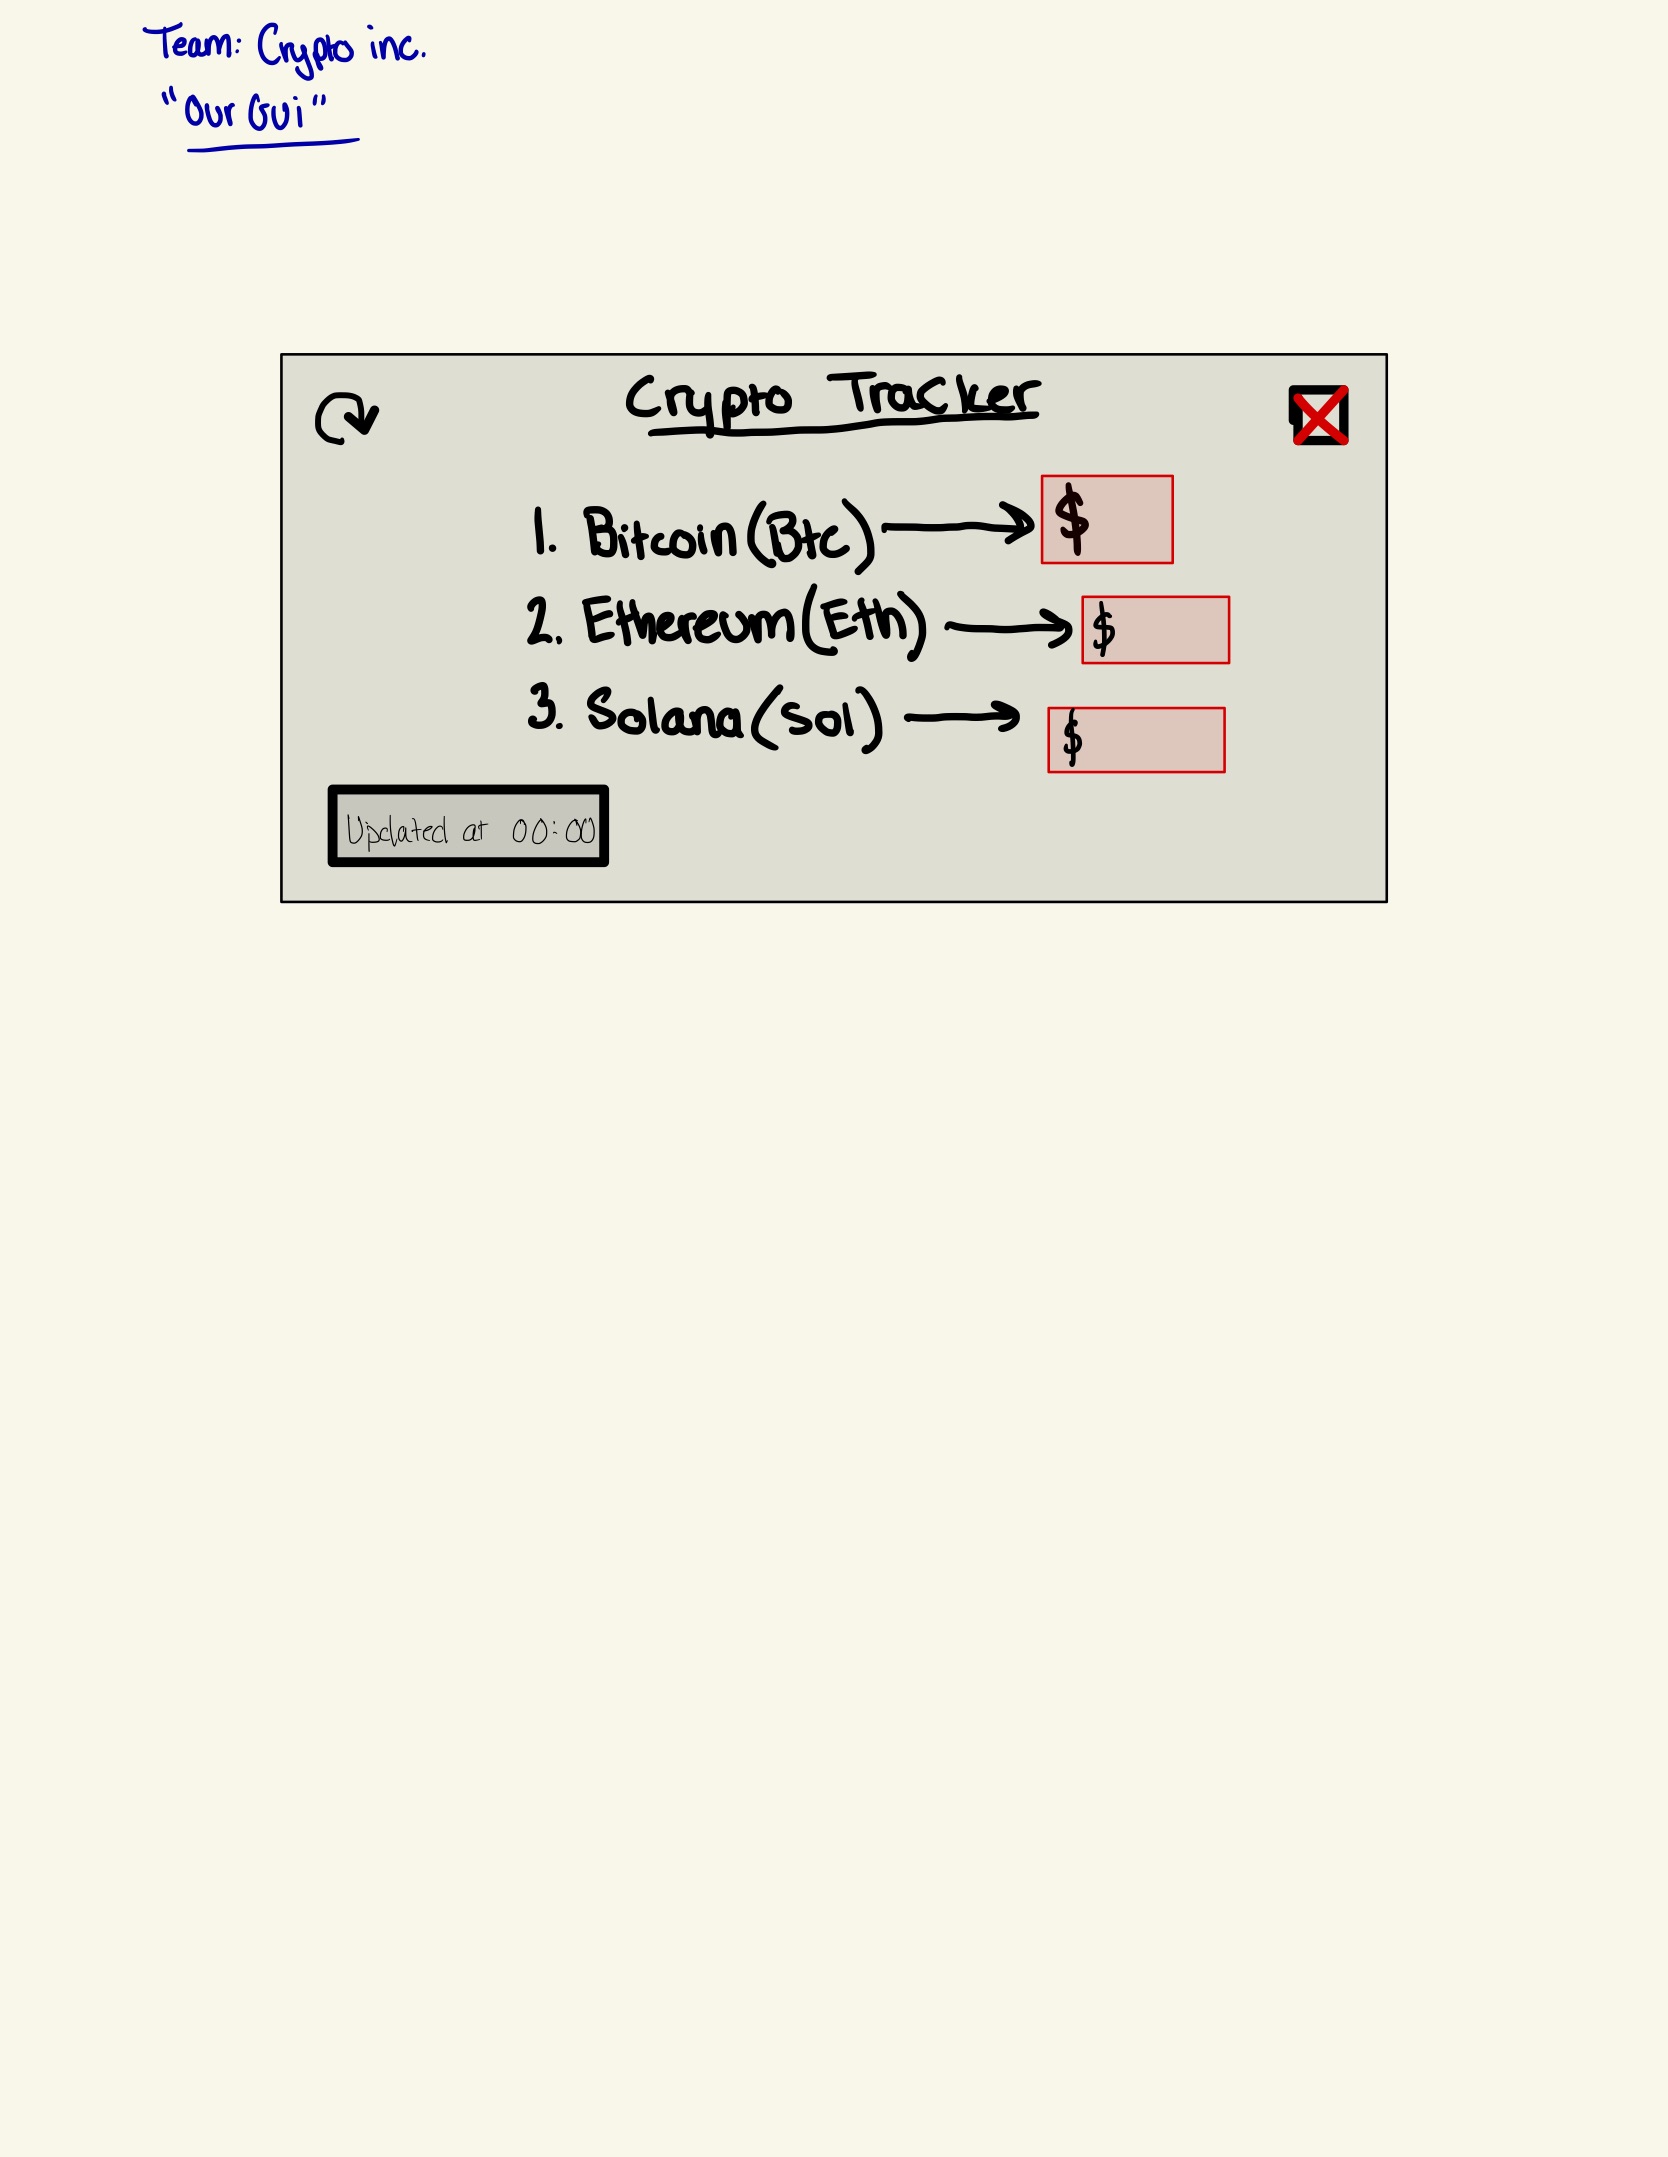 Team: Crypto inc.
"Our Gui"
Crypto Tracker
1. Bitcoin (Btc) $
2. Ethereum (Eth) $
3. Solana (Sol) $
Updated at 00:00